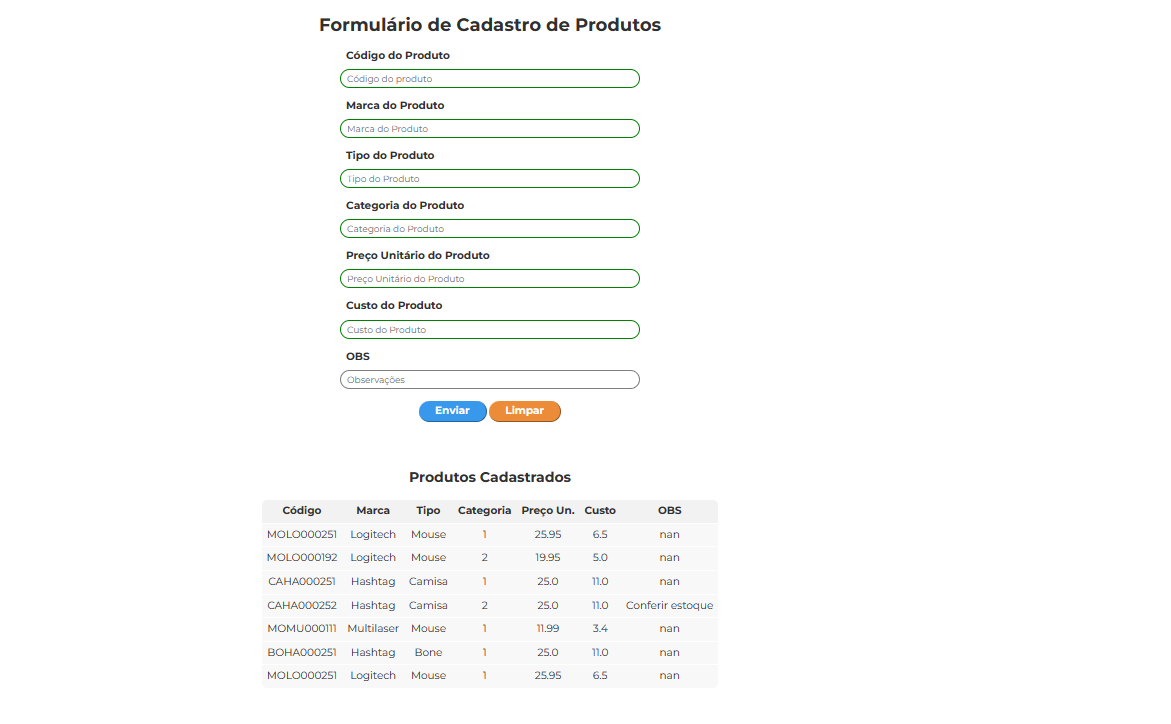 Formulário de Cadastro de Produtos
Código do Produto
Código do produto
Marca do Produto
Marca do Produto
Tipo do Produto
Tipo do Produto
Categoria do Produto
Categoria do Produto
Preço Unitário do Produto
Preço Unitário do Produto
Custo do Produto
Custo do Produto
OBS
Observações
Enviar Limpar
Produtos Cadastrados
Código Marca Tipo Categoria Preço Un. Custo OBS
MOLO000251 Logitech Mouse 1 25.95 6.5 nan
MOLO000192 Logitech Mouse 2 19.95 5.0 nan
CAHA000251 Hashtag Camisa 1 25.0 11.0 nan
CAHA000252 Hashtag Camisa 2 25.0 11.0 Conferir estoque
MOMU000111 Multilaser Mouse 1 11.99 3.4 nan
BOHA000251 Hashtag Bone 1 25.0 11.0 nan
MOLO000251 Logitech Mouse 1 25.95 6.5 nan